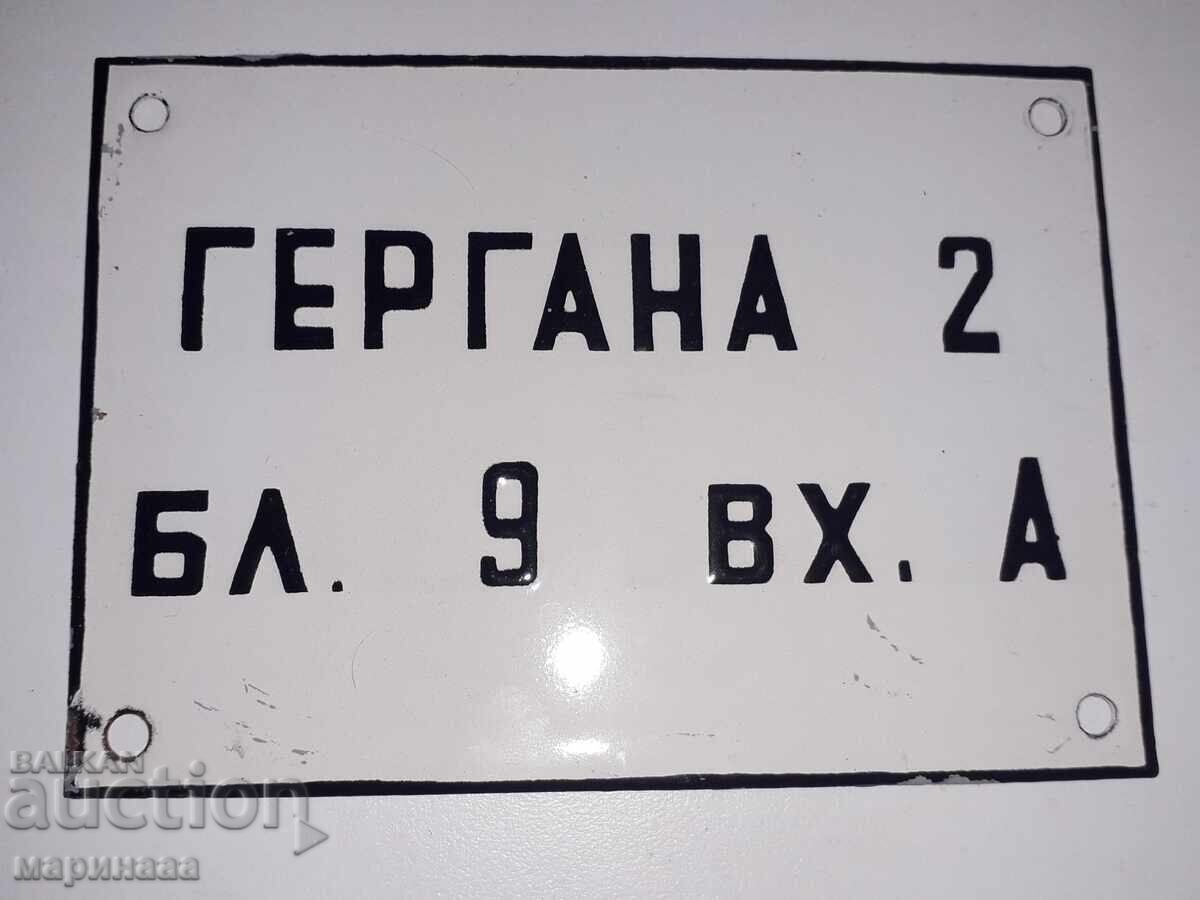 ГЕРГАНА 2
БЛ. 9 ВХ. А
BALKAN
auction
маринааа